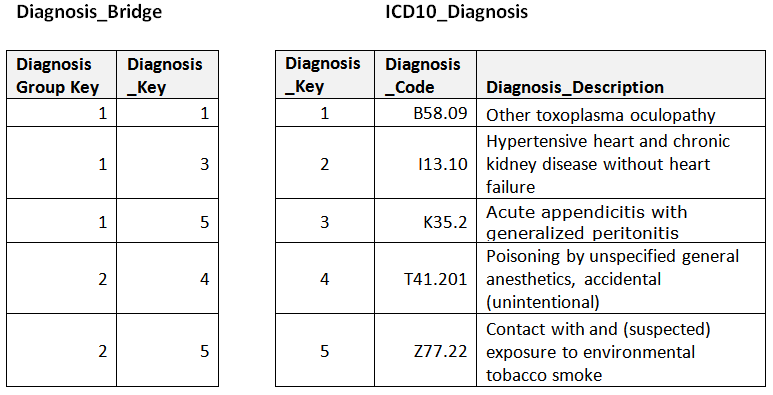 Diagnosis_Bridge
Diagnosis Group Key | Diagnosis _Key
1 | 1
1 | 3
1 | 5
2 | 4
2 | 5
ICD10_Diagnosis
Diagnosis _Key | Diagnosis _Code | Diagnosis_Description
1 | B58.09 | Other toxoplasma oculopathy
2 | I13.10 | Hypertensive heart and chronic
kidney disease without heart
failure
3 | K35.2 | Acute appendicitis with
generalized peritonitis
4 | T41.201 | Poisoning by unspecified general
anesthetics, accidental
(unintentional)
5 | Z77.22 | Contact with and (suspected)
exposure to environmental
tobacco smoke